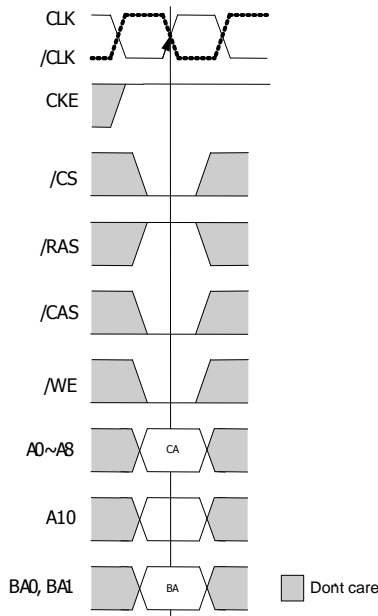 CLK
/CLK
CKE
/CS
/RAS
/CAS
/WE
A0~A8
CA
A10
BA0, BA1
BA
Dont care